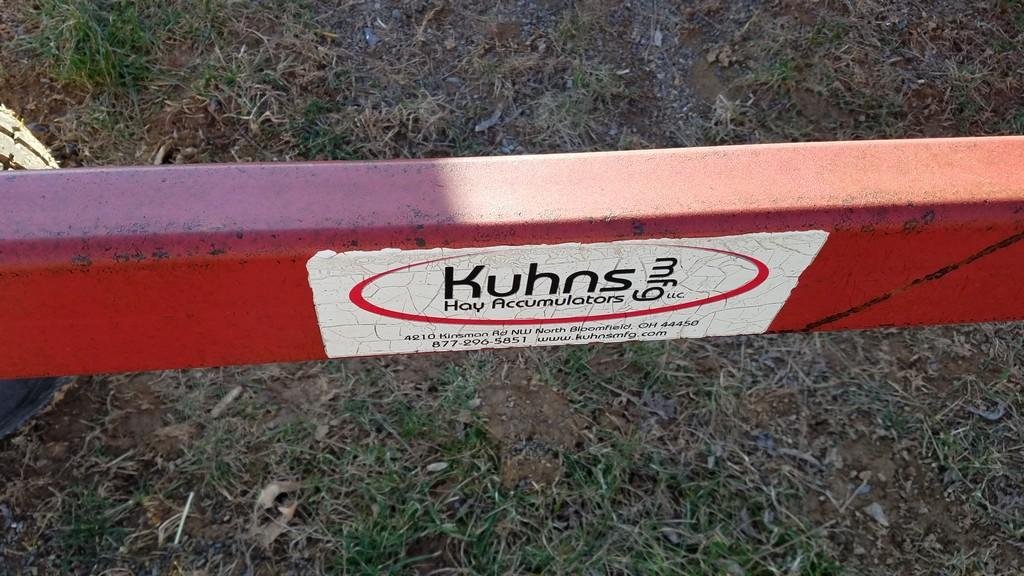 Kuhns mfg LLC.
Hay Accumulators
4210 Kinsman Rd NW North Bloomfield, OH 44450
877-296-5851 www.kuhnsmfg.com